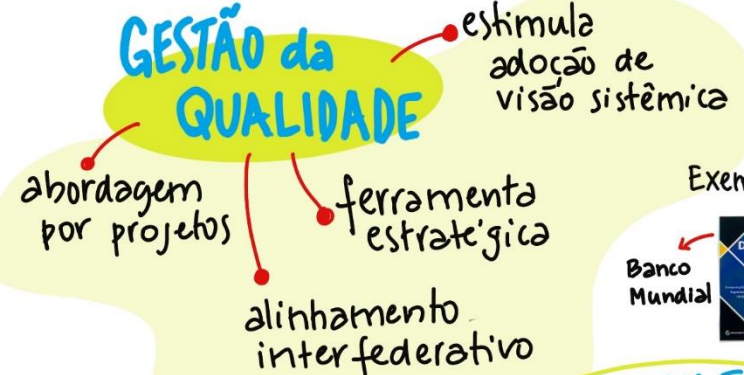 GESTÃO da
QUALIDADE
estimula
adoção de
visão sistêmica
abordagem
por projetos
ferramenta
estratégica
alinhamento
interfederativo
Banco
Mundial